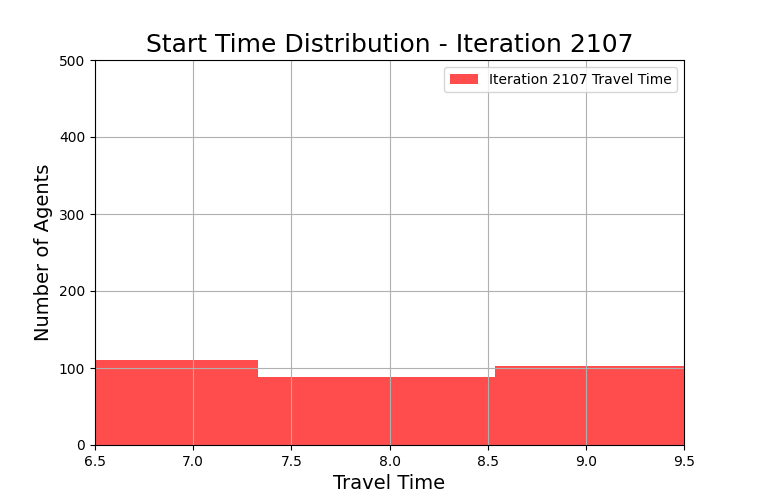 Start Time Distribution - Iteration 2107
500
400
300
200
100
0
Number of Agents
Iteration 2107 Travel Time
6.5 7.0 7.5 8.0 8.5 9.0 9.5
Travel Time